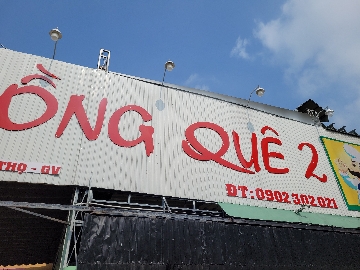 ỒNG QUÊ 2
THỌ - GV
ĐT: 0902 302 021